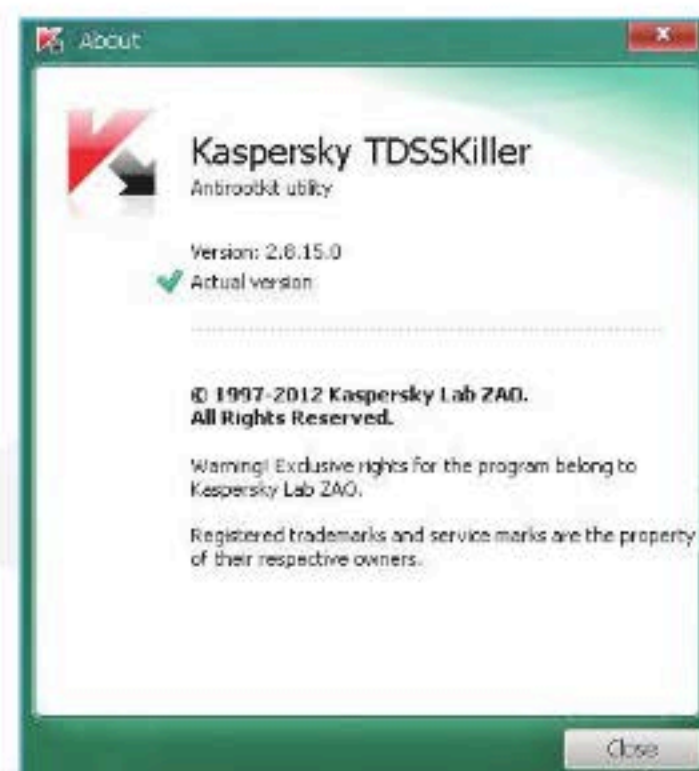 About
Kaspersky TDSSKiller
Antirootkit utility
Version: 2.8.15.0
Actual version
© 1997-2012 Kaspersky Lab ZAO.
All Rights Reserved.
Warning! Exclusive rights for the program belong to
Kaspersky Lab ZAO.
Registered trademarks and service marks are the property
of their respective owners.
Close